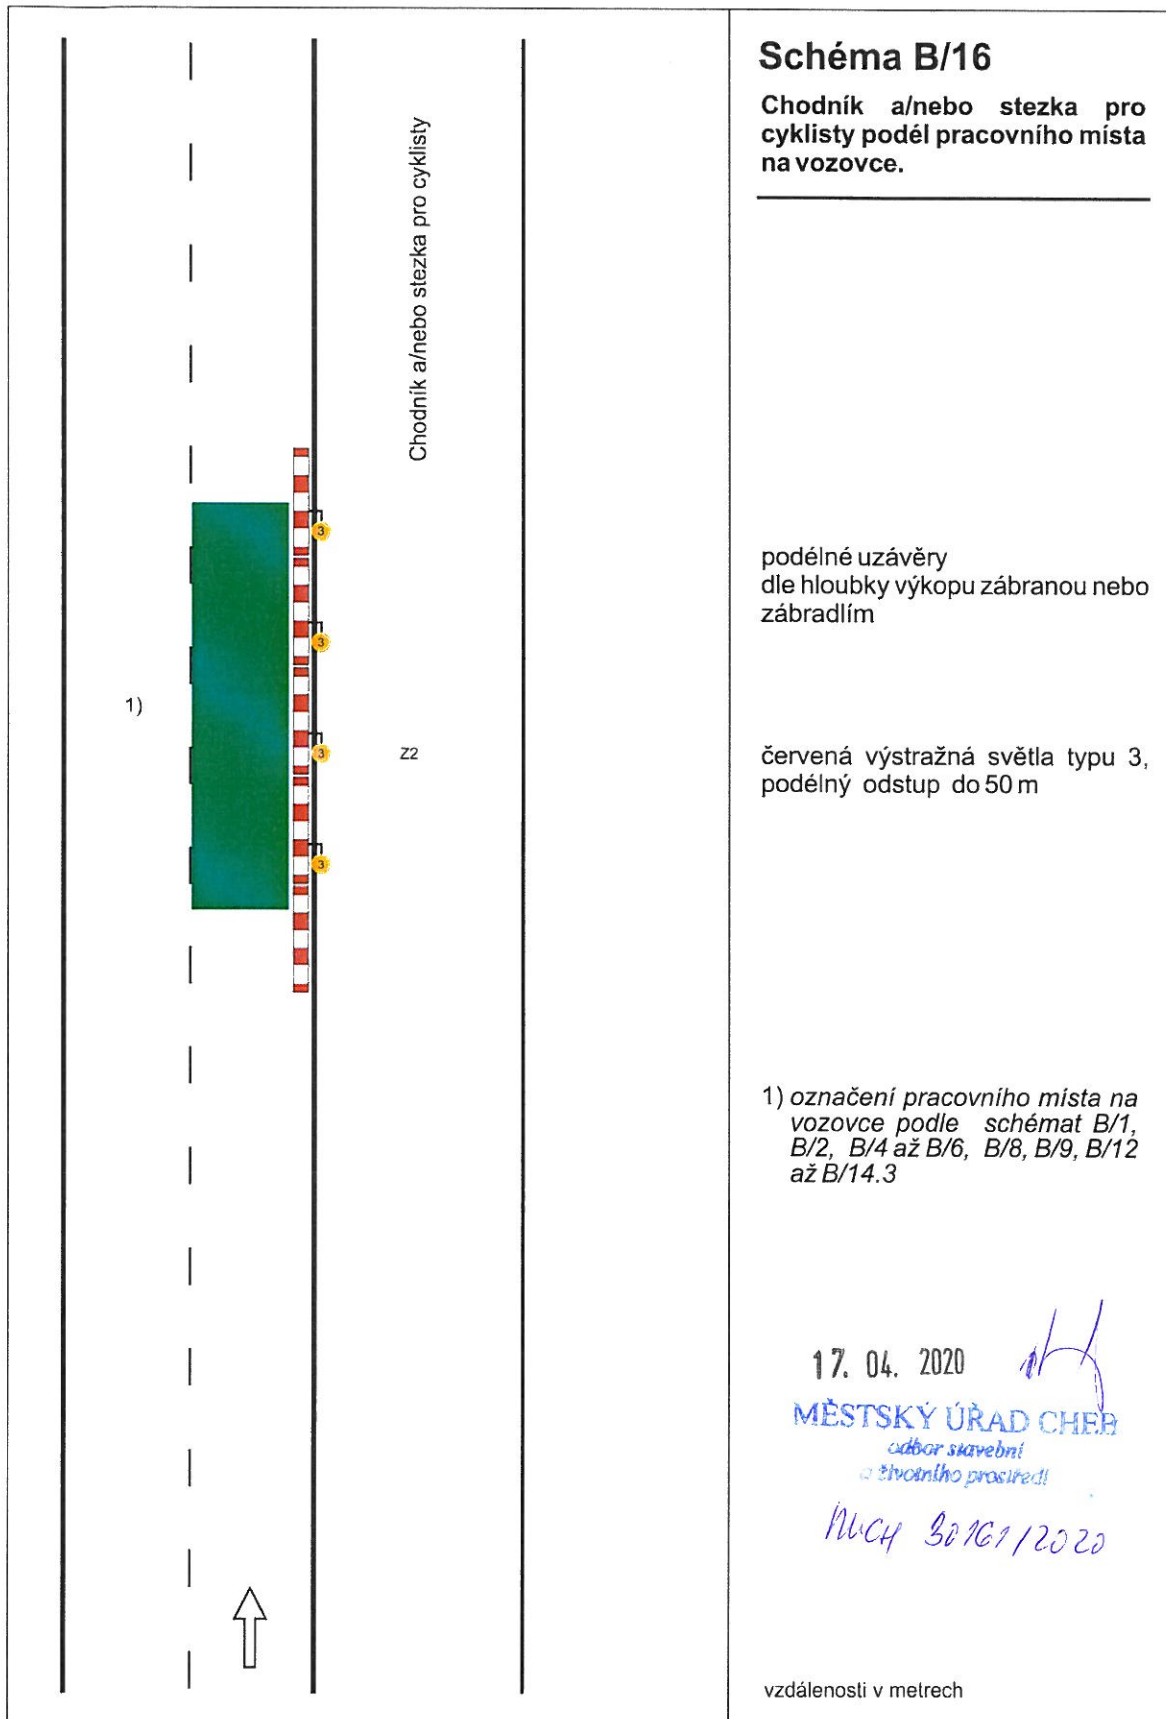 Schéma B/16
Chodník a/nebo stezka pro
cyklisty podél pracovního místa
na vozovce.
Chodník a/nebo stezka pro cyklisty
podélné uzávěry
dle hloubky výkopu zábranou nebo
zábradlím
3
3
1)
3
Z2
červená výstražná světla typu 3,
podélný odstup do 50 m
3
1) označení pracovního místa na
vozovce podle schémat B/1,
B/2, B/4 až B/6, B/8, B/9, B/12
až B/14.3
17. 04. 2020
MĚSTSKÝ ÚŘAD CHEB
odbor stavební
a životního prostředí
MUCH 30161/2020
vzdálenosti v metrech